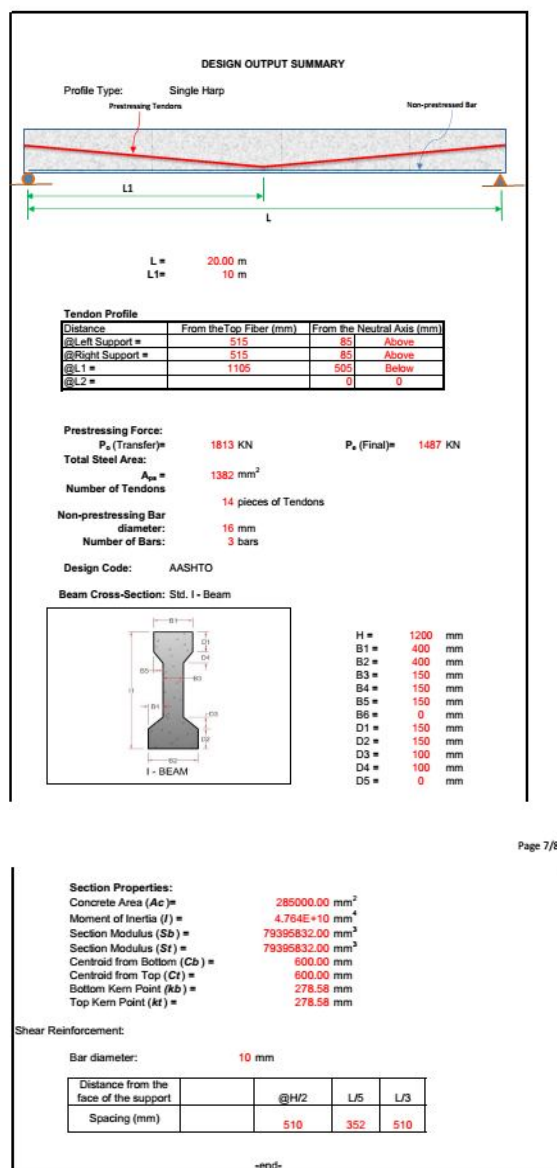 DESIGN OUTPUT SUMMARY
Profile Type: Single Harp
Prestressing Tendons
Non-prestressed Bar
L1
L
L = 20.00 m
L1= 10 m
Tendon Profile
Distance From theTop Fiber (mm) From the Neutral Axis (mm)
@Left Support = 515 85 Above
@Right Support = 515 85 Above
@L1 = 1105 505 Below
@L2 = 0 0
Prestressing Force:
Po (Transfer)= 1813 KN Pe (Final)= 1487 KN
Total Steel Area:
Aps = 1382 mm2
Number of Tendons
14 pieces of Tendons
Non-prestressing Bar
diameter: 16 mm
Number of Bars: 3 bars
Design Code: AASHTO
Beam Cross-Section: Std. I - Beam
B1
D1
D4
B5
B3
H
B4
D3
D2
B2
I - BEAM
H = 1200 mm
B1 = 400 mm
B2 = 400 mm
B3 = 150 mm
B4 = 150 mm
B5 = 150 mm
B6 = 0 mm
D1 = 150 mm
D2 = 150 mm
D3 = 100 mm
D4 = 100 mm
D5 = 0 mm
Page 7/8
Section Properties:
Concrete Area (Ac)= 285000.00 mm2
Moment of Inertia (I) = 4.764E+10 mm4
Section Modulus (Sb) = 79395832.00 mm3
Section Modulus (St) = 79395832.00 mm3
Centroid from Bottom (Cb) = 600.00 mm
Centroid from Top (Ct) = 600.00 mm
Bottom Kern Point (kb) = 278.58 mm
Top Kern Point (kt) = 278.58 mm
Shear Reinforcement:
Bar diameter: 10 mm
Distance from the
face of the support @H/2 L/5 L/3
Spacing (mm) 510 352 510
-end-